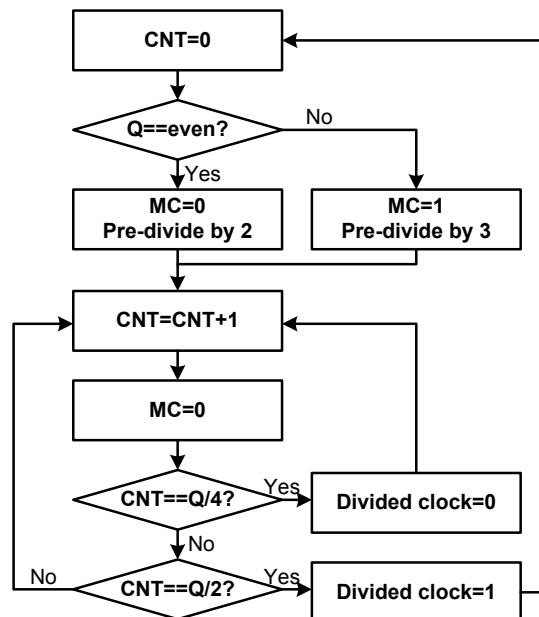 CNT=0
Q==even?
No
Yes
MC=0
Pre-divide by 2
MC=1
Pre-divide by 3
CNT=CNT+1
MC=0
CNT==Q/4?
Yes
Divided clock=0
No
CNT==Q/2?
No
Yes
Divided clock=1